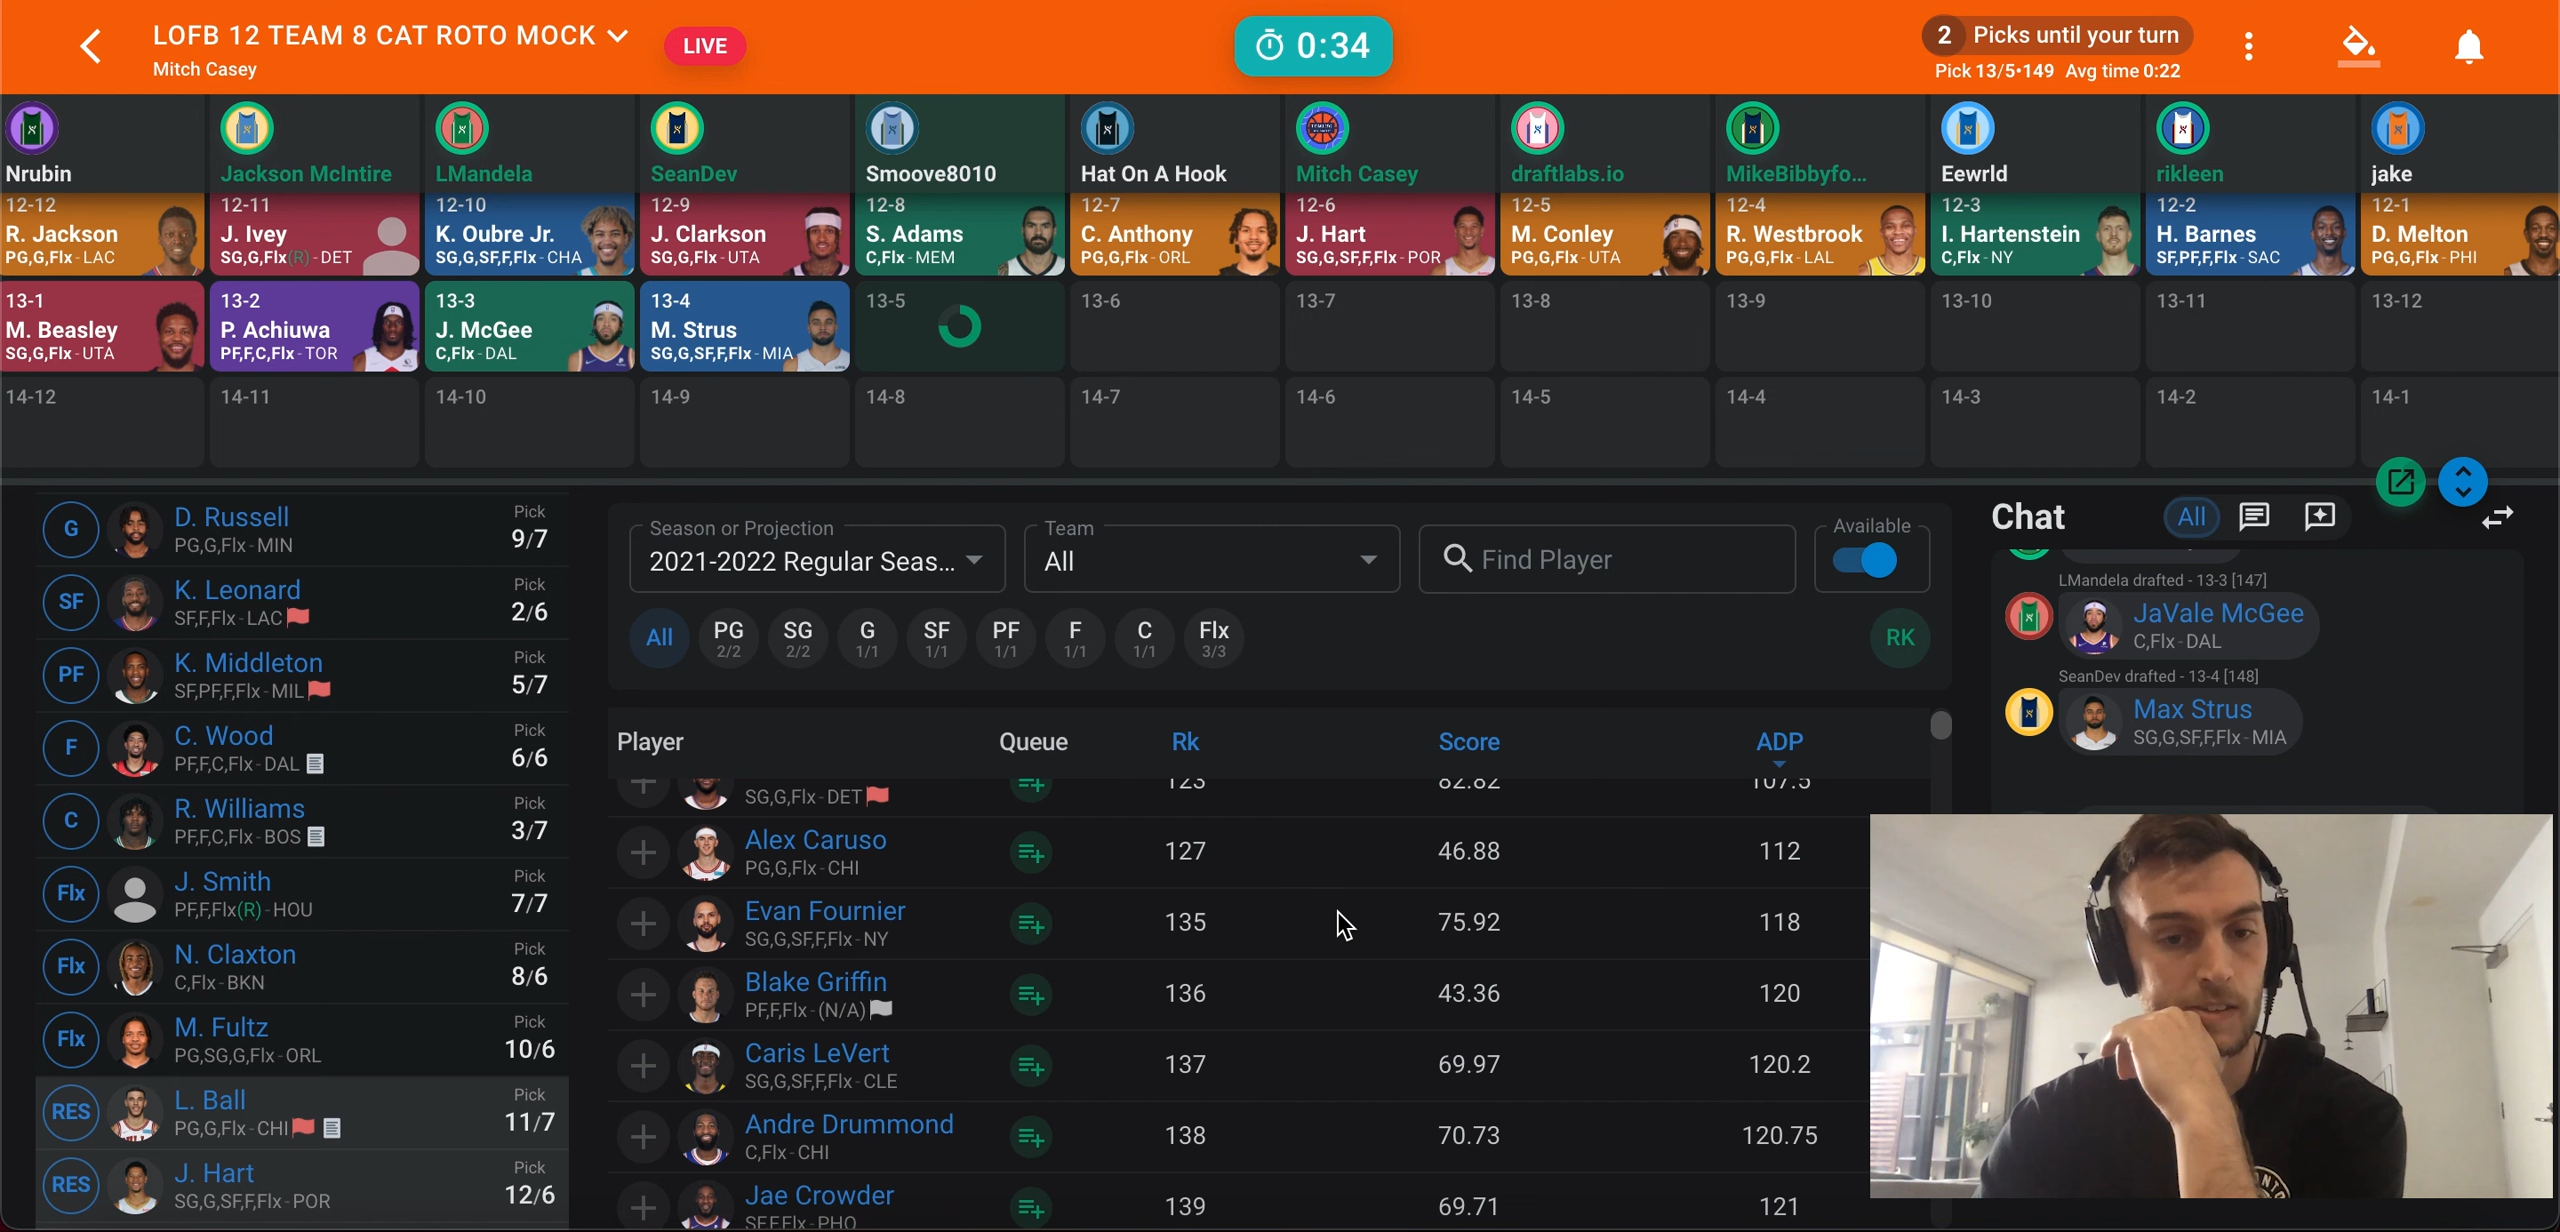 LOFB 12 TEAM 8 CAT ROTO MOCK
Mitch Casey
LIVE
0:34
2 Picks until your turn
Pick 13/5•149 Avg time 0:22
Nrubin
Jackson McIntire
LMandela
SeanDev
Smoove8010
Hat On A Hook
Mitch Casey
draftlabs.io
MikeBibbyfo...
Eewrld
rikleen
jake
12-12
R. Jackson
PG,G,Flx - LAC
12-11
J. Ivey
SG,G,Flx(R) - DET
12-10
K. Oubre Jr.
SG,G,SF,F,Flx - CHA
12-9
J. Clarkson
SG,G,Flx - UTA
12-8
S. Adams
C,Flx - MEM
12-7
C. Anthony
PG,G,Flx - ORL
12-6
J. Hart
SG,G,SF,F,Flx - POR
12-5
M. Conley
PG,G,Flx - UTA
12-4
R. Westbrook
PG,G,Flx - LAL
12-3
I. Hartenstein
C,Flx - NY
12-2
H. Barnes
SF,PF,F,Flx - SAC
12-1
D. Melton
PG,G,Flx - PHI
13-1
M. Beasley
SG,G,Flx - UTA
13-2
P. Achiuwa
PF,F,C,Flx - TOR
13-3
J. McGee
C,Flx - DAL
13-4
M. Strus
SG,G,SF,F,Flx - MIA
13-5
13-6
13-7
13-8
13-9
13-10
13-11
13-12
14-12
14-11
14-10
14-9
14-8
14-7
14-6
14-5
14-4
14-3
14-2
14-1
G
D. Russell
PG,G,Flx - MIN
Pick
9/7
SF
K. Leonard
SF,F,Flx - LAC
Pick
2/6
PF
K. Middleton
SF,PF,F,Flx - MIL
Pick
5/7
F
C. Wood
PF,F,C,Flx - DAL
Pick
6/6
C
R. Williams
PF,F,C,Flx - BOS
Pick
3/7
Flx
J. Smith
PF,F,Flx(R) - HOU
Pick
7/7
Flx
N. Claxton
C,Flx - BKN
Pick
8/6
Flx
M. Fultz
PG,SG,G,Flx - ORL
Pick
10/6
RES
L. Ball
PG,G,Flx - CHI
Pick
11/7
RES
J. Hart
SG,G,SF,F,Flx - POR
Pick
12/6
Season or Projection
2021-2022 Regular Seas...
Team
All
Find Player
Available
All
PG 2/2
SG 2/2
G 1/1
SF 1/1
PF 1/1
F 1/1
C 1/1
Flx 3/3
RK
Player Queue Rk Score ADP
123 82.82 107.5
SG,G,Flx - DET
Alex Caruso
PG,G,Flx - CHI
127 46.88 112
Evan Fournier
SG,G,SF,F,Flx - NY
135 75.92 118
Blake Griffin
PF,F,Flx - (N/A)
136 43.36 120
Caris LeVert
SG,G,SF,F,Flx - CLE
137 69.97 120.2
Andre Drummond
C,Flx - CHI
138 70.73 120.75
Jae Crowder
SF,F,Flx - PHO
139 69.71 121
Chat
All
LMandela drafted - 13-3 [147]
JaVale McGee
C,Flx - DAL
SeanDev drafted - 13-4 [148]
Max Strus
SG,G,SF,F,Flx - MIA